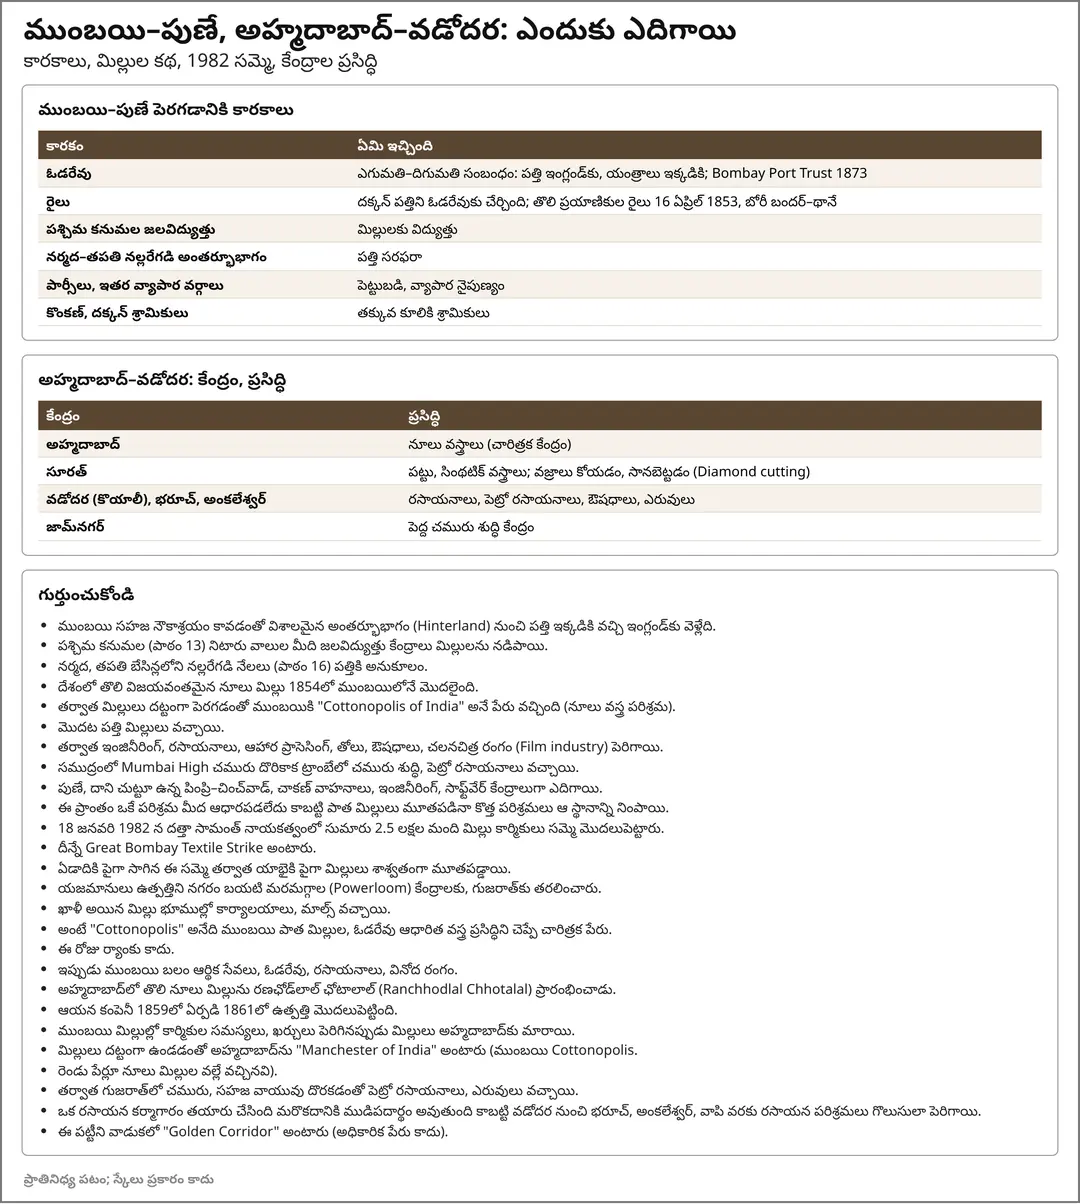 ముంబయి–పుణే, అహ్మదాబాద్–వడోదర: ఎందుకు ఎదిగాయి
కారకాలు, మిల్లుల కథ, 1982 సమ్మె, కేంద్రాల ప్రసిద్ధి
ముంబయి–పుణే పెరగడానికి కారకాలు
కారకం ఏమి ఇచ్చింది
ఓడరేవు ఎగుమతి–దిగుమతి సంబంధం: పత్తి ఇంగ్లండ్‌కు, యంత్రాలు ఇక్కడికి; Bombay Port Trust 1873
రైలు దక్కన్ పత్తిని ఓడరేవుకు చేర్చింది; తొలి ప్రయాణికుల రైలు 16 ఏప్రిల్ 1853, బోరీ బందర్–థానే
పశ్చిమ కనుమల జలవిద్యుత్తు మిల్లులకు విద్యుత్తు
నర్మద–తపతి నల్లరేగడి అంతర్భూభాగం పత్తి సరఫరా
పార్సీలు, ఇతర వ్యాపార వర్గాలు పెట్టుబడి, వ్యాపార నైపుణ్యం
కొంకణ్, దక్కన్ శ్రామికులు తక్కువ కూలికి శ్రామికులు
అహ్మదాబాద్–వడోదర: కేంద్రం, ప్రసిద్ధి
కేంద్రం ప్రసిద్ధి
అహ్మదాబాద్ నూలు వస్త్రాలు (చారిత్రక కేంద్రం)
సూరత్ పట్టు, సింథటిక్ వస్త్రాలు; వజ్రాలు కోయడం, సానబెట్టడం (Diamond cutting)
వడోదర (కొయాలీ), భరూచ్, అంకలేశ్వర్ రసాయనాలు, పెట్రో రసాయనాలు, ఔషధాలు, ఎరువులు
జామ్‌నగర్ పెద్ద చమురు శుద్ధి కేంద్రం
గుర్తుంచుకోండి
• ముంబయి సహజ నౌకాశ్రయం కావడంతో విశాలమైన అంతర్భూభాగం (Hinterland) నుంచి పత్తి ఇక్కడికి వచ్చి ఇంగ్లండ్‌కు వెళ్లేది.
• పశ్చిమ కనుమల (పాఠం 13) నిటారు వాలుల మీది జలవిద్యుత్తు కేంద్రాలు మిల్లులను నడిపాయి.
• నర్మద, తపతి బేసిన్లలోని నల్లరేగడి నేలలు (పాఠం 16) పత్తికి అనుకూలం.
• దేశంలో తొలి విజయవంతమైన నూలు మిల్లు 1854లో ముంబయిలోనే మొదలైంది.
• తర్వాత మిల్లులు దట్టంగా పెరగడంతో ముంబయికి "Cottonopolis of India" అనే పేరు వచ్చింది (నూలు వస్త్ర పరిశ్రమ).
• మొదట పత్తి మిల్లులు వచ్చాయి.
• తర్వాత ఇంజినీరింగ్, రసాయనాలు, ఆహార ప్రాసెసింగ్, తోలు, ఔషధాలు, చలనచిత్ర రంగం (Film industry) పెరిగాయి.
• సముద్రంలో Mumbai High చమురు దొరికాక ట్రాంబేలో చమురు శుద్ధి, పెట్రో రసాయనాలు వచ్చాయి.
• పుణే, దాని చుట్టూ ఉన్న పింప్రి–చించ్‌వాడ్, చాకణ్ వాహనాలు, ఇంజినీరింగ్, సాఫ్ట్‌వేర్ కేంద్రాలుగా ఎదిగాయి.
• ఈ ప్రాంతం ఒకే పరిశ్రమ మీద ఆధారపడలేదు కాబట్టి పాత మిల్లులు మూతపడినా కొత్త పరిశ్రమలు ఆ స్థానాన్ని నింపాయి.
• 18 జనవరి 1982 న దత్తా సామంత్ నాయకత్వంలో సుమారు 2.5 లక్షల మంది మిల్లు కార్మికులు సమ్మె మొదలుపెట్టారు.
• దీన్నే Great Bombay Textile Strike అంటారు.
• ఏడాదికి పైగా సాగిన ఈ సమ్మె తర్వాత యాభైకి పైగా మిల్లులు శాశ్వతంగా మూతపడ్డాయి.
• యజమానులు ఉత్పత్తిని నగరం బయటి మరమగ్గాల (Powerloom) కేంద్రాలకు, గుజరాత్‌కు తరలించారు.
• ఖాళీ అయిన మిల్లు భూముల్లో కార్యాలయాలు, మాల్స్ వచ్చాయి.
• అంటే "Cottonopolis" అనేది ముంబయి పాత మిల్లుల, ఓడరేవు ఆధారిత వస్త్ర ప్రసిద్ధిని చెప్పే చారిత్రక పేరు.
• ఈ రోజు ర్యాంకు కాదు.
• ఇప్పుడు ముంబయి బలం ఆర్థిక సేవలు, ఓడరేవు, రసాయనాలు, వినోద రంగం.
• అహ్మదాబాద్‌లో తొలి నూలు మిల్లును రణఛోడ్‌లాల్ ఛోటాలాల్ (Ranchhodlal Chhotalal) ప్రారంభించాడు.
• ఆయన కంపెనీ 1859లో ఏర్పడి 1861లో ఉత్పత్తి మొదలుపెట్టింది.
• ముంబయి మిల్లుల్లో కార్మికుల సమస్యలు, ఖర్చులు పెరిగినప్పుడు మిల్లులు అహ్మదాబాద్‌కు మారాయి.
• మిల్లులు దట్టంగా ఉండడంతో అహ్మదాబాద్‌ను "Manchester of India" అంటారు (ముంబయి Cottonopolis.
• రెండు పేర్లూ నూలు మిల్లుల వల్లే వచ్చినవి).
• తర్వాత గుజరాత్‌లో చమురు, సహజ వాయువు దొరకడంతో పెట్రో రసాయనాలు, ఎరువులు వచ్చాయి.
• ఒక రసాయన కర్మాగారం తయారు చేసింది మరొకదానికి ముడిపదార్థం అవుతుంది కాబట్టి వడోదర నుంచి భరూచ్, అంకలేశ్వర్, వాపి వరకు రసాయన పరిశ్రమలు గొలుసులా పెరిగాయి.
• ఈ పట్టీని వాడుకలో "Golden Corridor" అంటారు (అధికారిక పేరు కాదు).
ప్రాతినిధ్య పటం; స్కేలు ప్రకారం కాదు